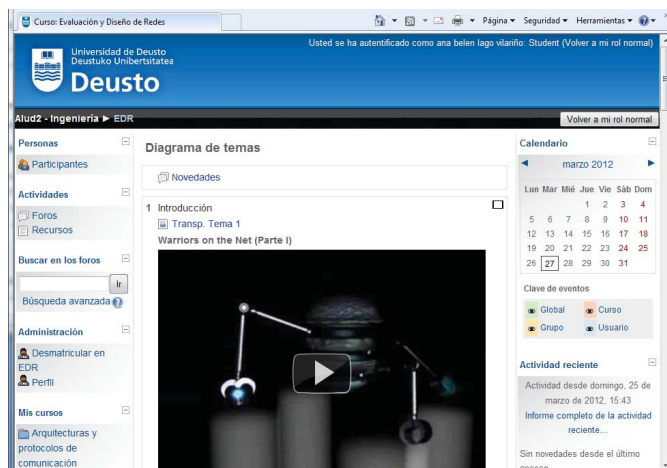 Curso: Evaluación y Diseño de Redes
Página
Seguridad
Herramientas
Usted se ha autentificado como ana belen lago vilariño: Student (Volver a mi rol normal)
Universidad de Deusto
Deustuko Unibertsitatea
Deusto
Alud2 - Ingeniería ► EDR
Volver a mi rol normal
Personas
Participantes
Actividades
Foros
Recursos
Buscar en los foros
Ir
Búsqueda avanzada
Administración
Desmatricular en
EDR
Perfil
Mis cursos
Arquitecturas y
protocolos de
comunicación
Diagrama de temas
Novedades
1 Introducción
Transp. Tema 1
Warriors on the Net (Parte I)
Calendario
marzo 2012
Lun Mar Mié Jue Vie Sáb Dom
1 2 3 4
5 6 7 8 9 10 11
12 13 14 15 16 17 18
19 20 21 22 23 24 25
26 27 28 29 30 31
Clave de eventos
Global Curso
Grupo Usuario
Actividad reciente
Actividad desde domingo, 25 de
marzo de 2012, 15:43
Informe completo de la actividad
reciente...
Sin novedades desde el último